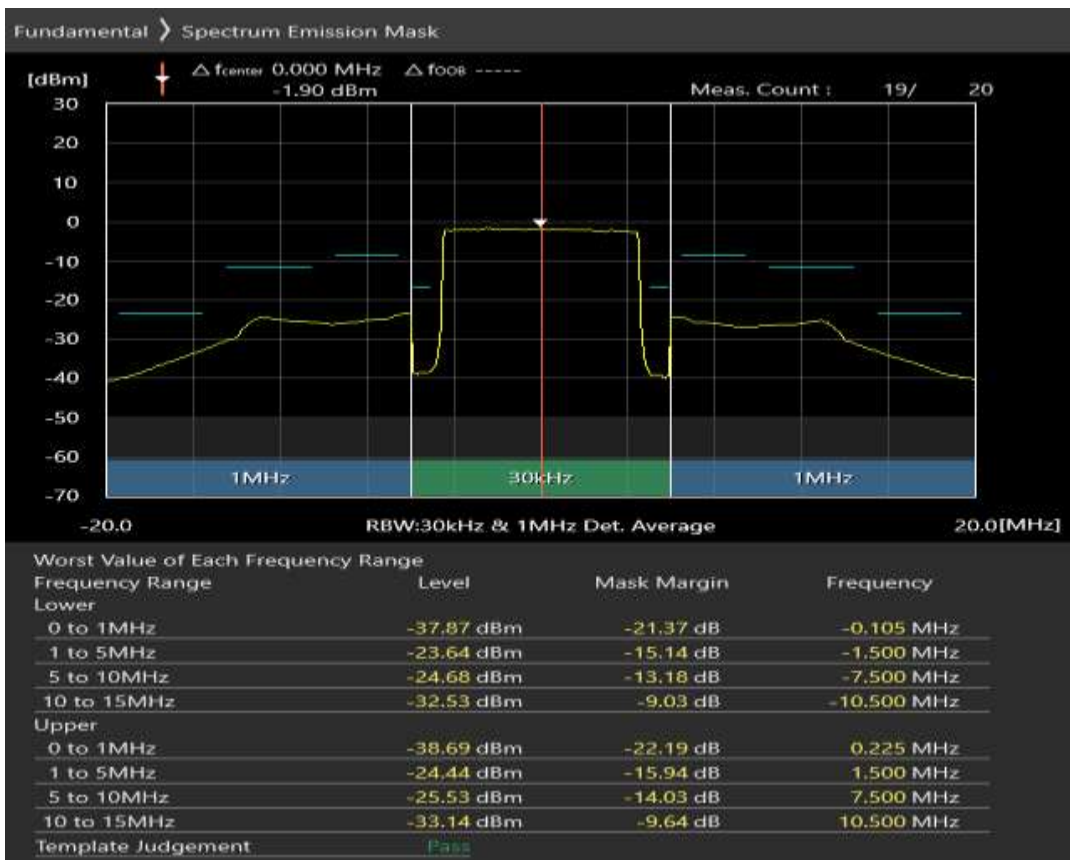 Fundamental ❯ Spectrum Emission Mask
[dBm] Δ fcenter 0.000 MHz Δ fOOB -----
-1.90 dBm Meas. Count : 19/ 20
30
20
10
0
-10
-20
-30
-40
-50
-60
1MHz 30kHz 1MHz
-70
-20.0 RBW:30kHz & 1MHz Det. Average 20.0[MHz]
Worst Value of Each Frequency Range
Frequency Range Level Mask Margin Frequency
Lower
0 to 1MHz -37.87 dBm -21.37 dB -0.105 MHz
1 to 5MHz -23.64 dBm -15.14 dB -1.500 MHz
5 to 10MHz -24.68 dBm -13.18 dB -7.500 MHz
10 to 15MHz -32.53 dBm -9.03 dB -10.500 MHz
Upper
0 to 1MHz -38.69 dBm -22.19 dB 0.225 MHz
1 to 5MHz -24.44 dBm -15.94 dB 1.500 MHz
5 to 10MHz -25.53 dBm -14.03 dB 7.500 MHz
10 to 15MHz -33.14 dBm -9.64 dB 10.500 MHz
Template Judgement Pass